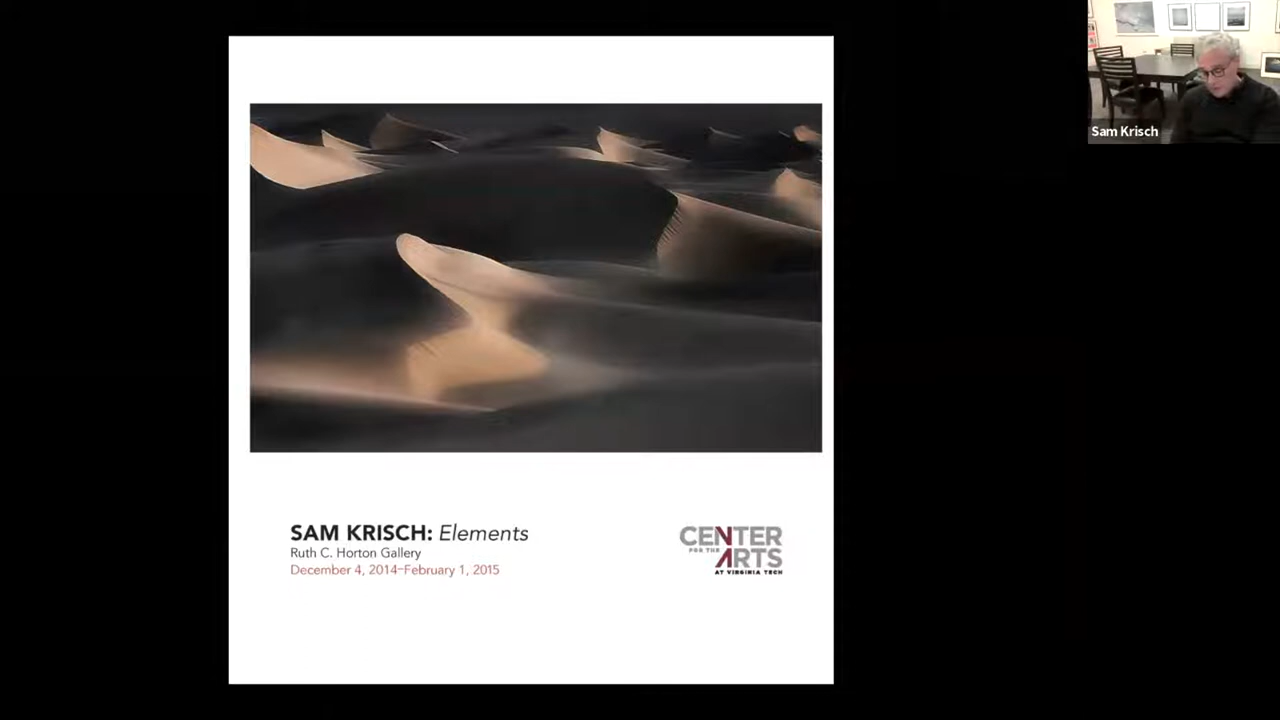 Sam Krisch
SAM KRISCH: Elements
Ruth C. Horton Gallery
December 4, 2014–February 1, 2015
CENTER
FOR THE ARTS
AT VIRGINIA TECH